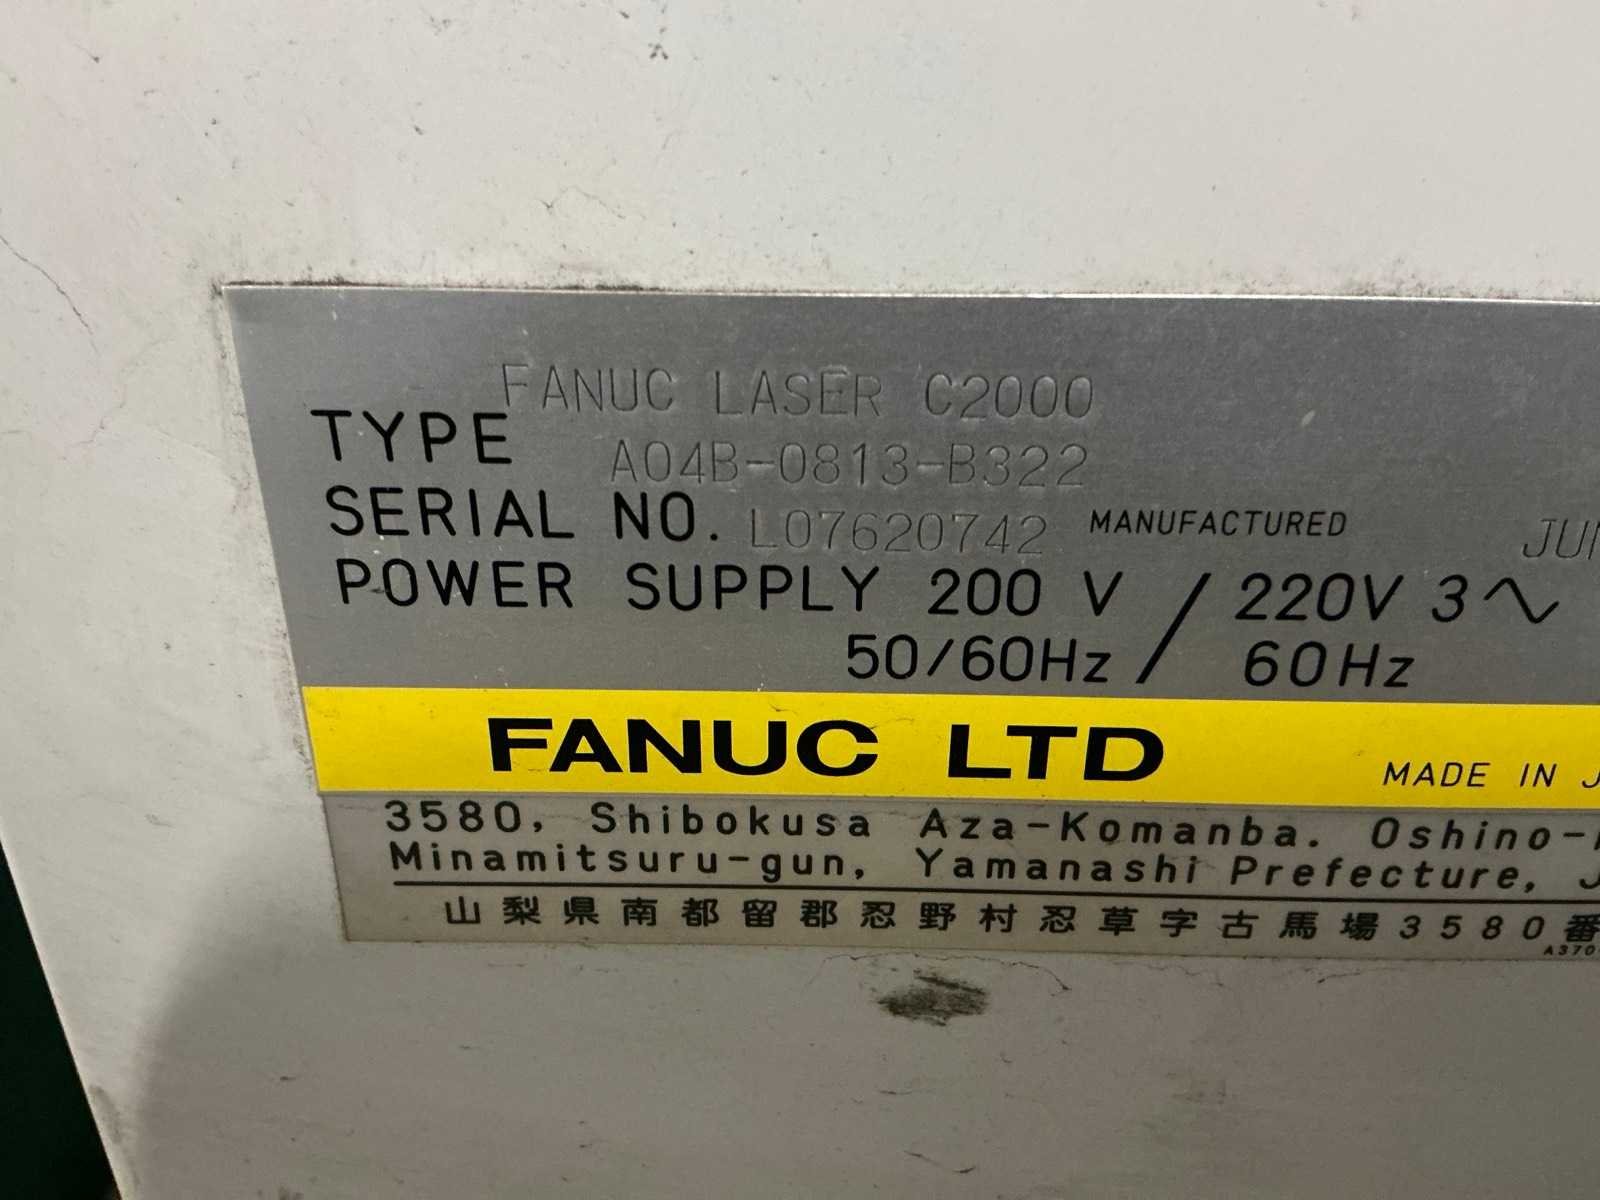 FANUC LASER C2000
TYPE A04B-0813-B322
SERIAL NO. L07620742 MANUFACTURED JUN
POWER SUPPLY 200 V / 220V 3∿
50/60Hz / 60Hz
FANUC LTD MADE IN J
3580, Shibokusa Aza-Komanba. Oshino-
Minamitsuru-gun, Yamanashi Prefecture, J
山梨県南都留郡忍野村忍草字古馬場3580番
A370